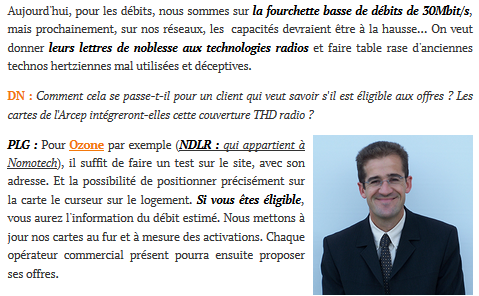 Aujourd'hui, pour les débits, nous sommes sur la fourchette basse de débits de 30Mbit/s,
mais prochainement, sur nos réseaux, les capacités devraient être à la hausse... On veut
donner leurs lettres de noblesse aux technologies radios et faire table rase d'anciennes
technos hertziennes mal utilisées et déceptives.
DN : Comment cela se passe-t-il pour un client qui veut savoir s'il est éligible aux offres ? Les
cartes de l'Arcep intégreront-elles cette couverture THD radio ?
PLG : Pour Ozone par exemple (NDLR : qui appartient à
Nomotech), il suffit de faire un test sur le site, avec son
adresse. Et la possibilité de positionner précisément sur
la carte le curseur sur le logement. Si vous êtes éligible,
vous aurez l'information du débit estimé. Nous mettons à
jour nos cartes au fur et à mesure des activations. Chaque
opérateur commercial présent pourra ensuite proposer
ses offres.